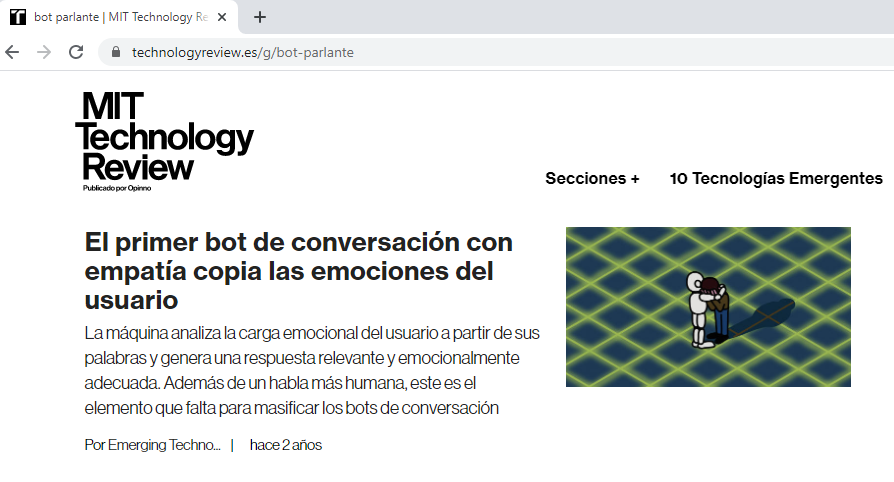 bot parlante | MIT Technology Re
technologyreview.es/g/bot-parlante
MIT
Technology
Review
Publicado por Opinno
Secciones + 10 Tecnologías Emergentes
El primer bot de conversación con
empatía copia las emociones del
usuario
La máquina analiza la carga emocional del usuario a partir de sus
palabras y genera una respuesta relevante y emocionalmente
adecuada. Además de un habla más humana, este es el
elemento que falta para masificar los bots de conversación
Por Emerging Techno... | hace 2 años